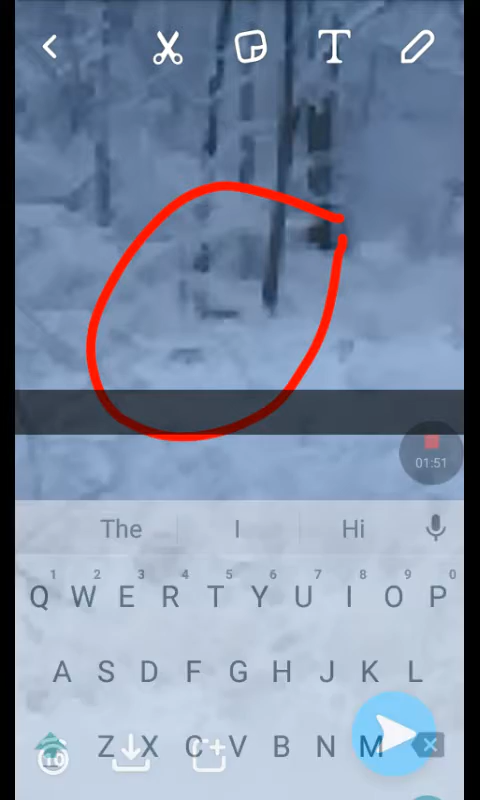 T
01:51
The I Hi
1 2 3 4 5 6 7 8 9 0
Q W E R T Y U I O P
A S D F G H J K L
10 Z X C V B N M